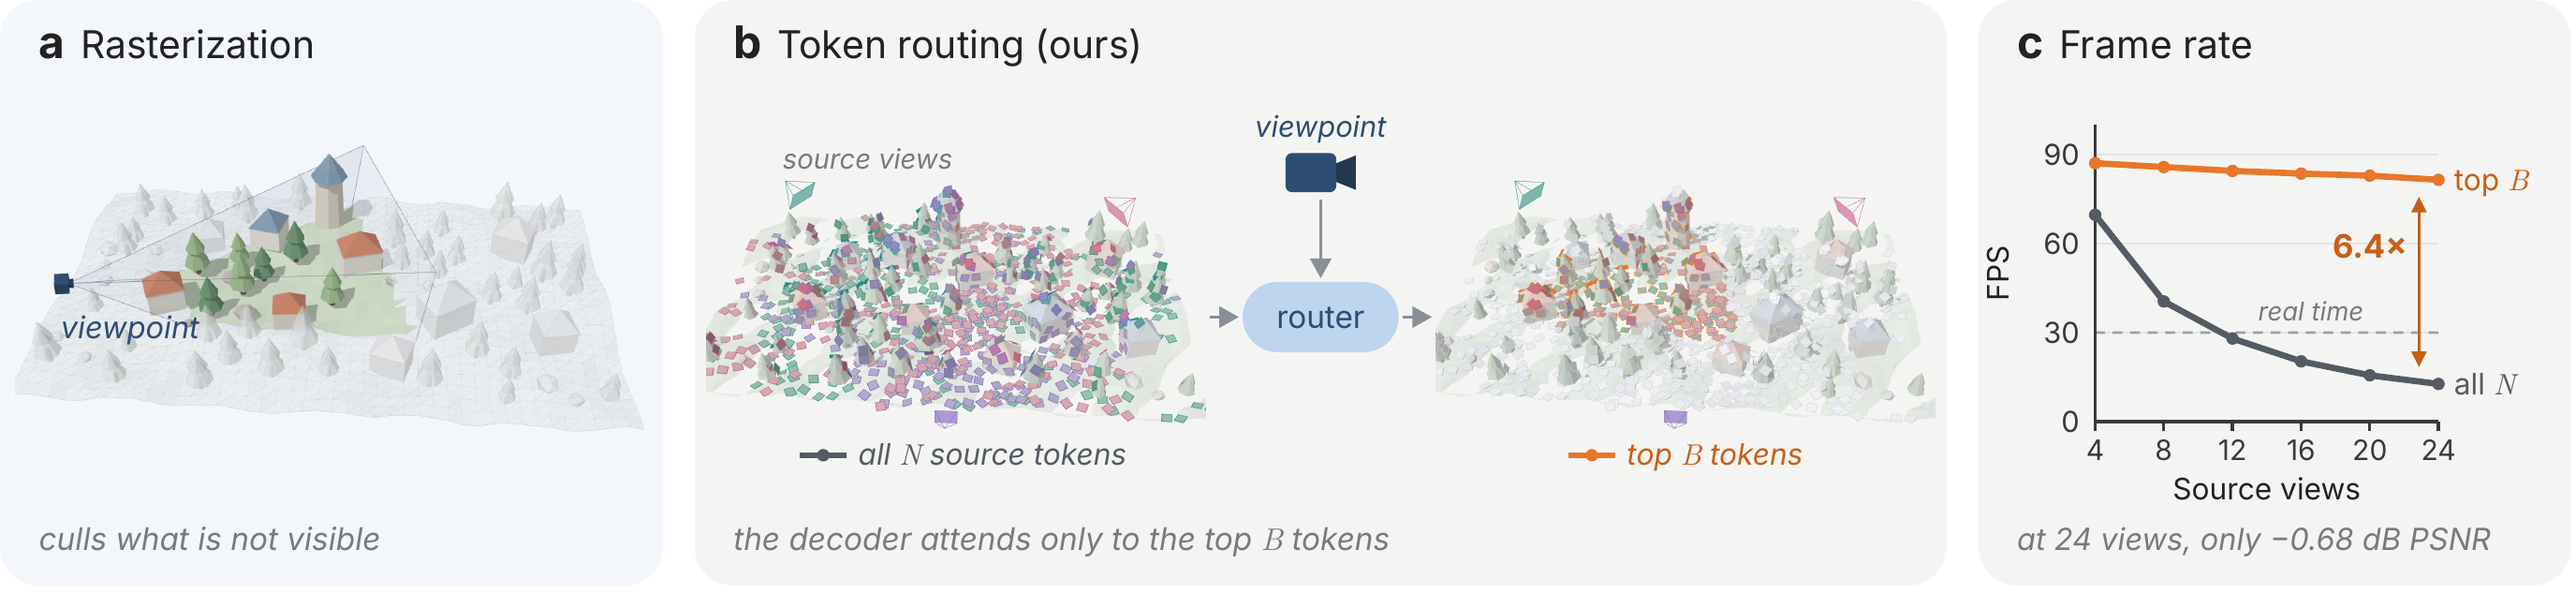 a Rasterization
viewpoint
culls what is not visible
b Token routing (ours)
source views
viewpoint
router
all N source tokens
top B tokens
the decoder attends only to the top B tokens
c Frame rate
FPS
90
60
30
0
top B
6.4×
real time
all N
4 8 12 16 20 24
Source views
at 24 views, only −0.68 dB PSNR